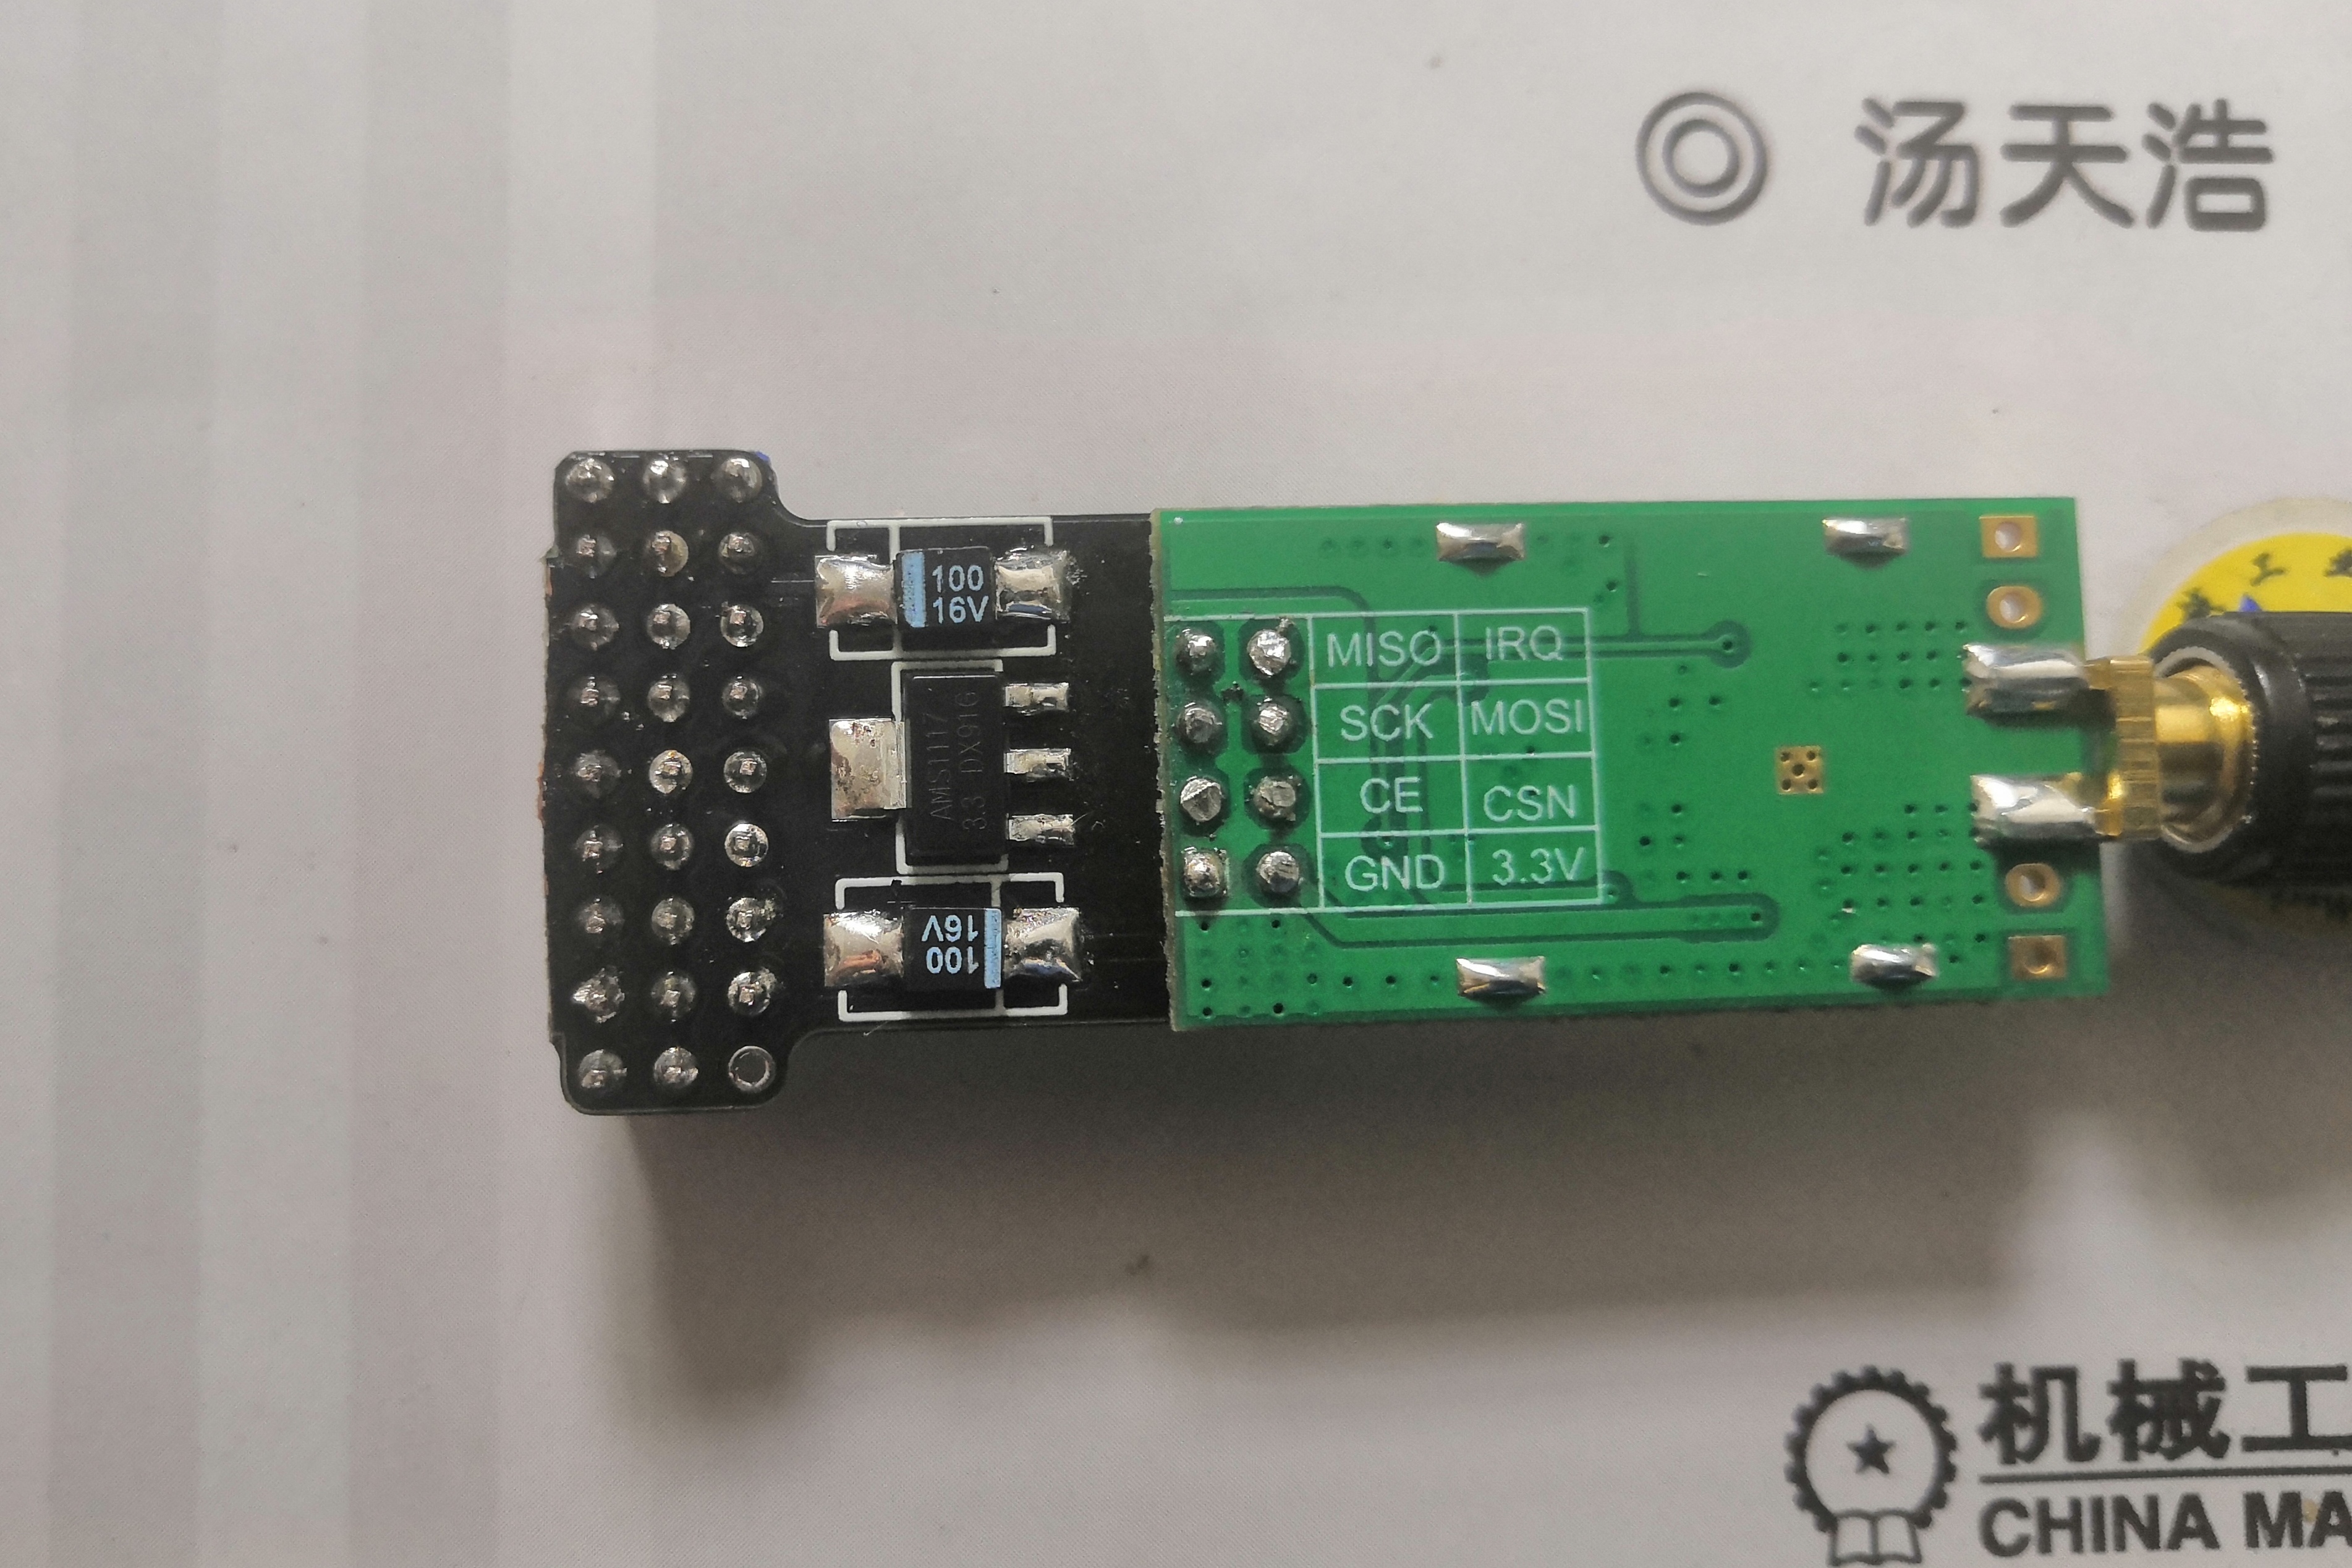 ◎ 汤天浩
100
16V
AMS1117
3.3 DX916
100
16V
MISO IRQ
SCK MOSI
CE CSN
GND 3.3V
机械工
CHINA MA